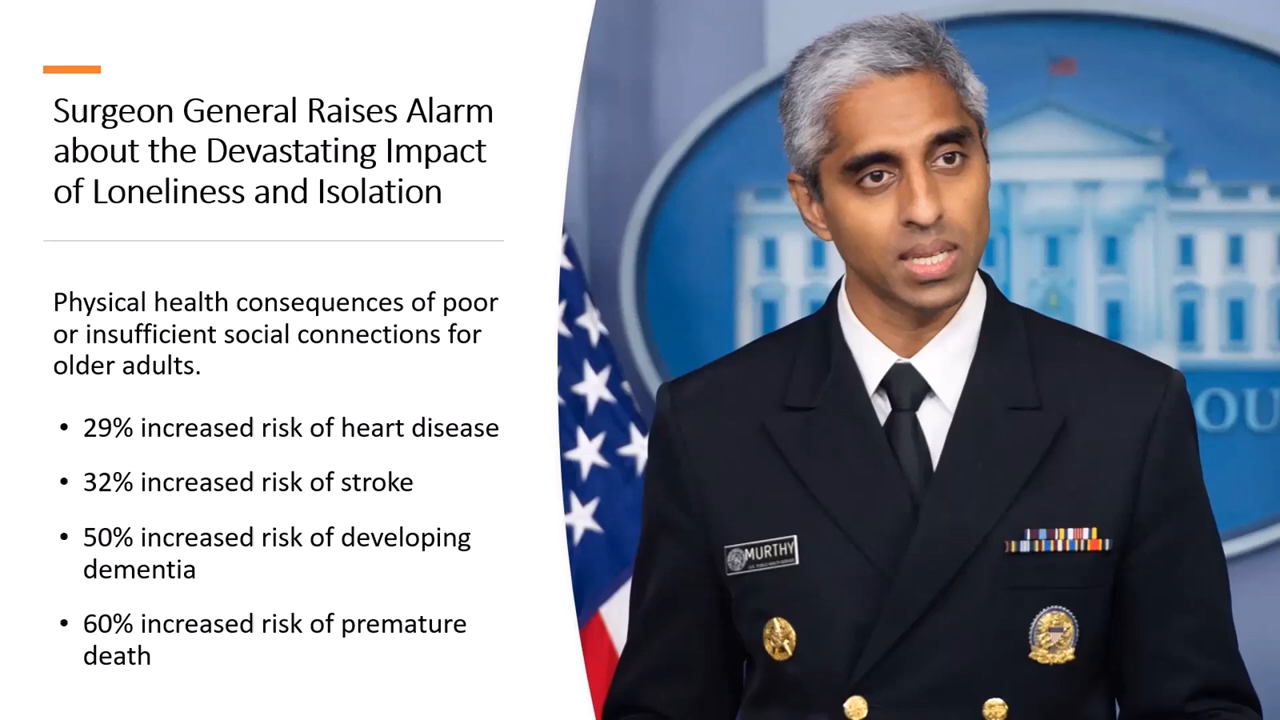 Surgeon General Raises Alarm
about the Devastating Impact
of Loneliness and Isolation
Physical health consequences of poor
or insufficient social connections for
older adults.
• 29% increased risk of heart disease
• 32% increased risk of stroke
• 50% increased risk of developing
dementia
• 60% increased risk of premature
death
OU
MURTHY